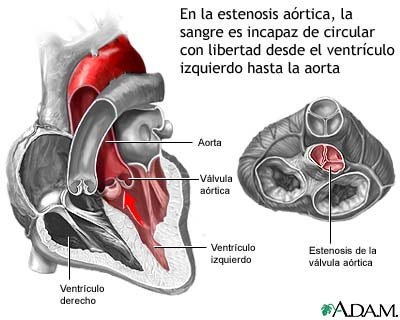 En la estenosis aórtica, la
sangre es incapaz de circular
con libertad desde el ventrículo
izquierdo hasta la aorta
Aorta
Válvula
aórtica
Ventrículo
izquierdo
Ventrículo
derecho
Estenosis de la
válvula aórtica
A.D.A.M.